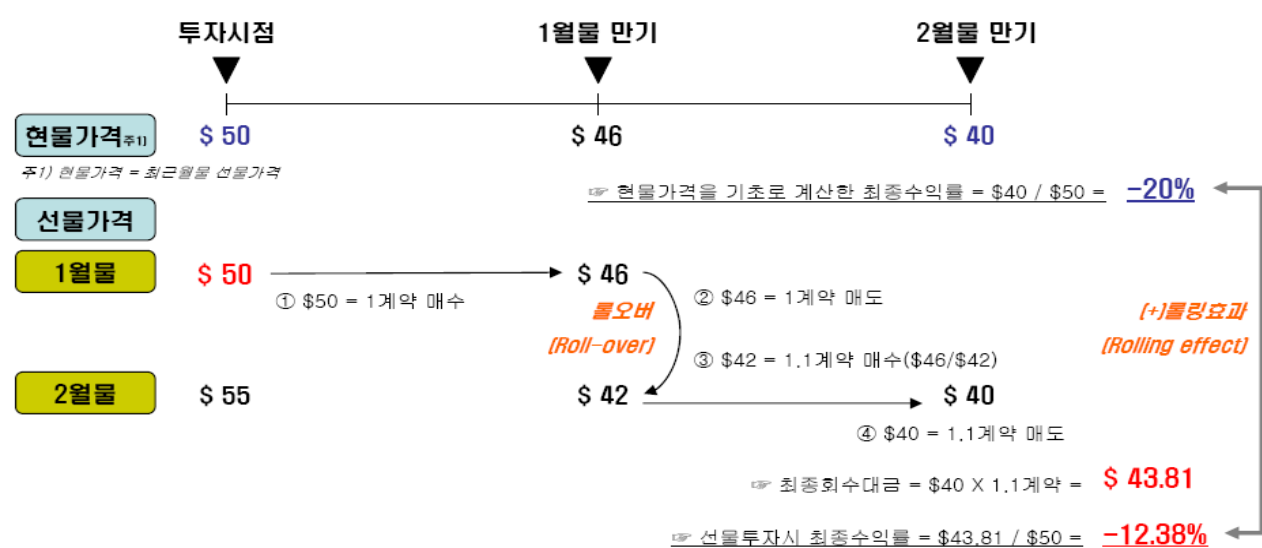 투자시점 1월물 만기 2월물 만기
현물가격주1) $ 50 $ 46 $ 40
주1) 현물가격 = 최근월물 선물가격
☞ 현물가격을 기초로 계산한 최종수익률 = $40 / $50 = -20%
선물가격
1월물 $ 50 $ 46
① $50 = 1계약 매수
② $46 = 1계약 매도
롤오버
(Roll-over)
(+)롤링효과
(Rolling effect)
③ $42 = 1.1계약 매수($46/$42)
2월물 $ 55 $ 42 $ 40
④ $40 = 1.1계약 매도
☞ 최종회수대금 = $40 X 1.1계약 = $ 43.81
☞ 선물투자시 최종수익률 = $43.81 / $50 = -12.38%